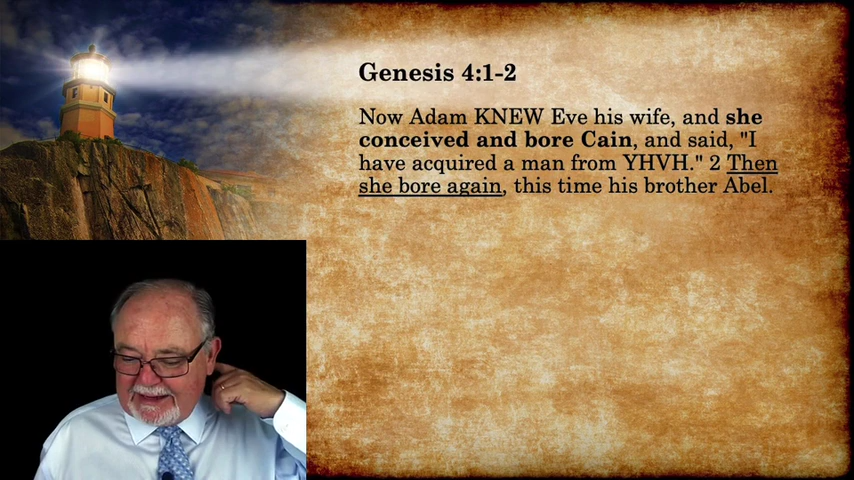 Genesis 4:1-2
Now Adam KNEW Eve his wife, and she
conceived and bore Cain, and said, "I
have acquired a man from YHVH." 2 Then
she bore again, this time his brother Abel.